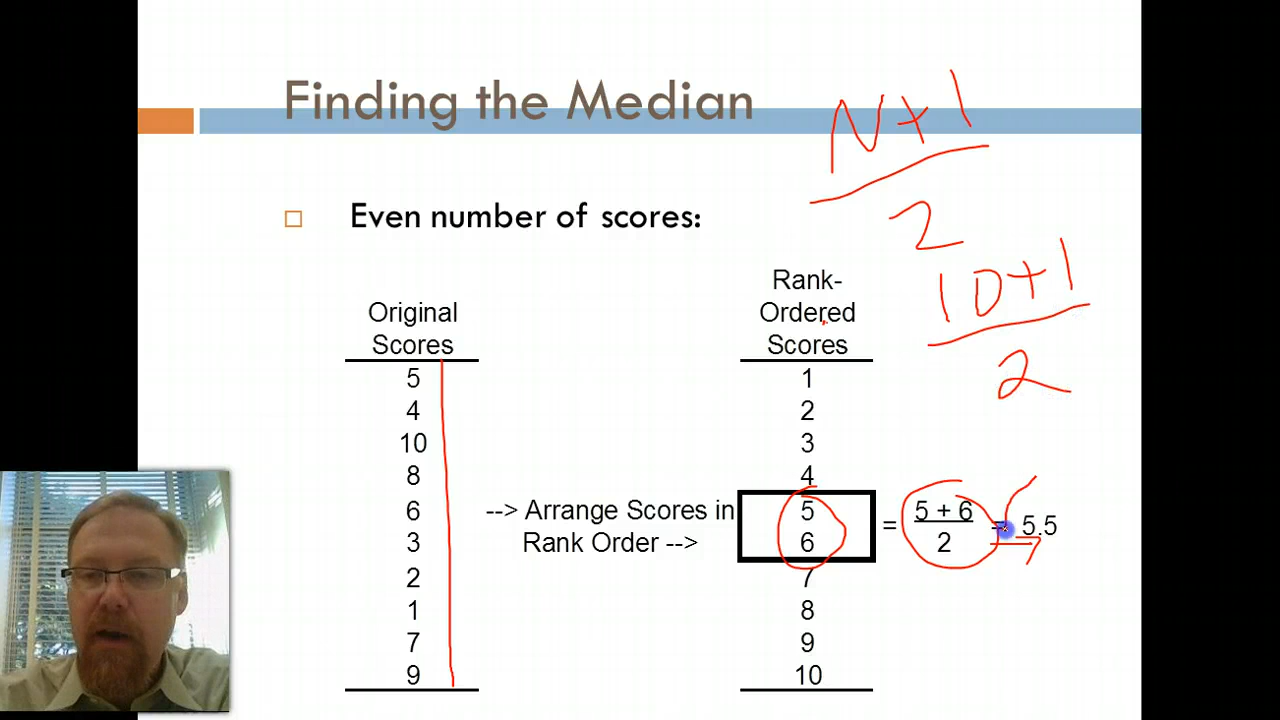 Finding the Median
N+1
2
Even number of scores:
10+1
2
Original
Scores
5
4
10
8
6
3
2
1
7
9
--> Arrange Scores in
Rank Order -->
Rank-
Ordered
Scores
1
2
3
4
5
6
7
8
9
10
= 5 + 6 = 5.5
2